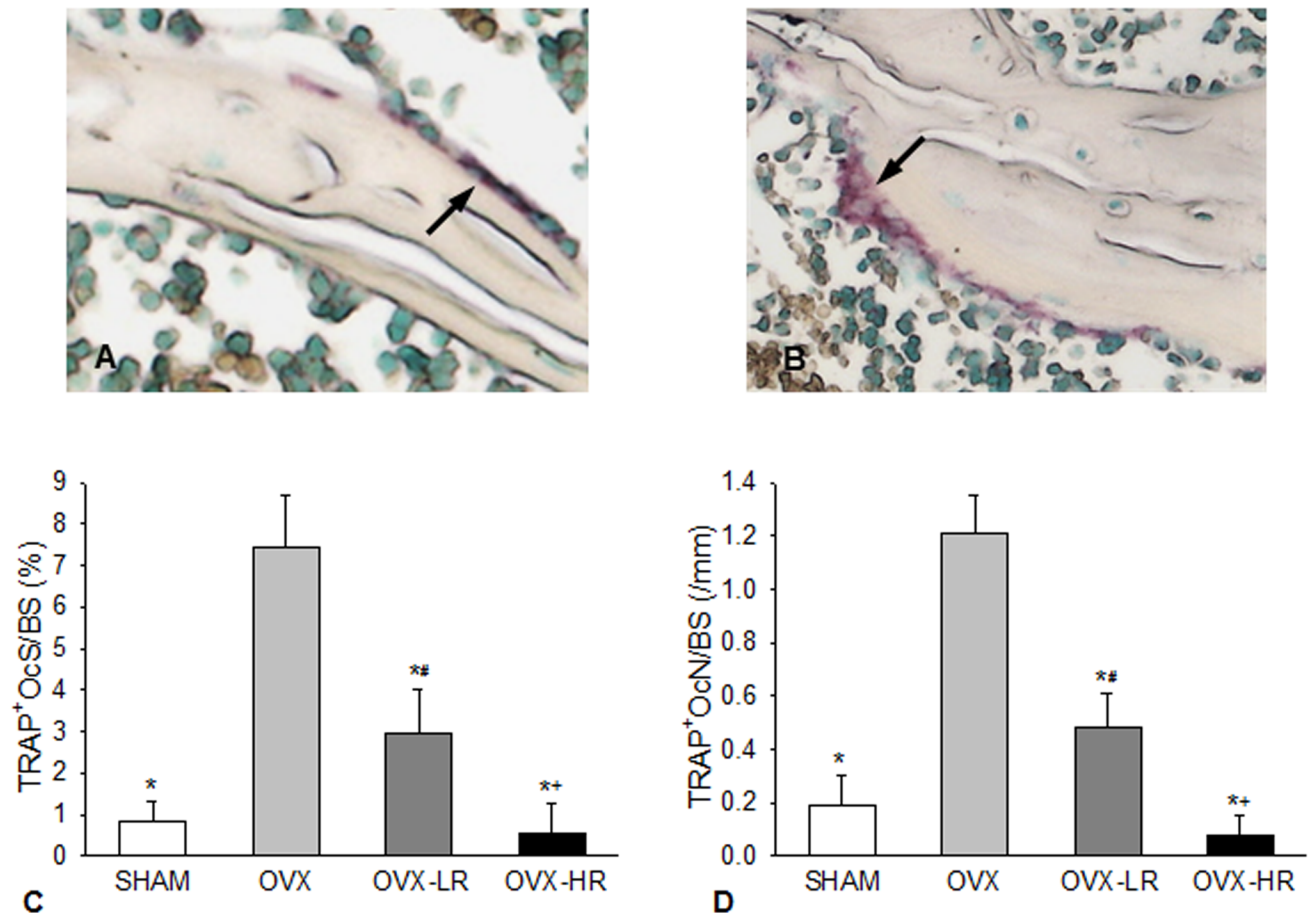 A
B
TRAP+OcS/BS (%)
9
8
7
6
5
4
3
2
1
0
*
*#
*+
SHAM
OVX
OVX-LR
OVX-HR
C
TRAP+OcN/BS (/mm)
1.4
1.2
1.0
0.8
0.6
0.4
0.2
0.0
*
*#
*+
SHAM
OVX
OVX-LR
OVX-HR
D